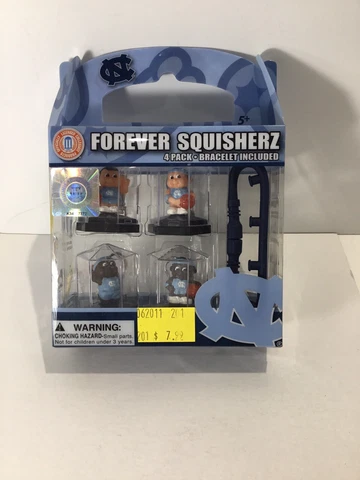 NC
5+
FOREVER SQUISHERZ
4 PACK • BRACELET INCLUDED
NC
WARNING:
CHOKING HAZARD-Small parts.
Not for children under 3 years.
$ 7.99